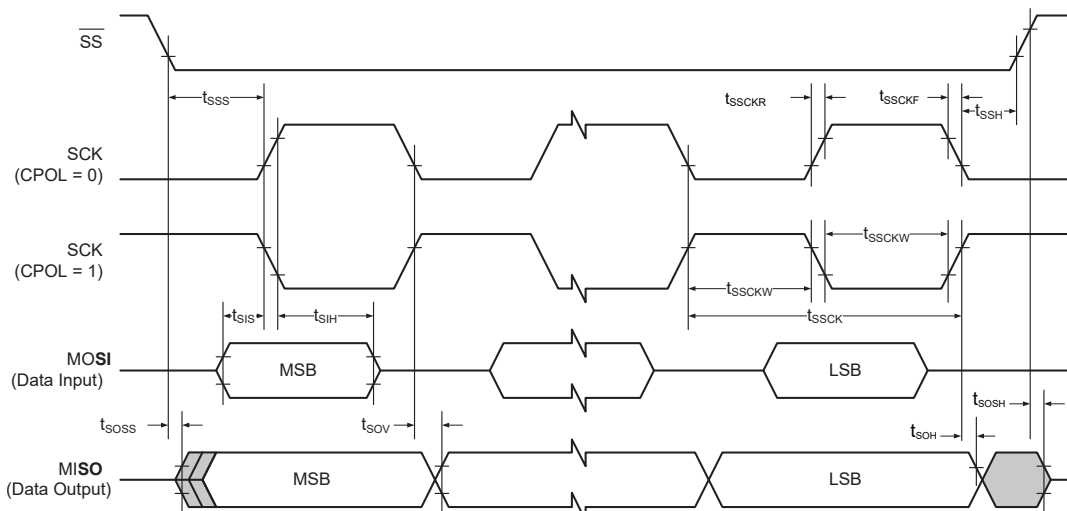 SS
tSSS
tSSCKR
tSSCKF
tSSH
SCK
(CPOL = 0)
SCK
(CPOL = 1)
tSSCKW
tSSCKW
tSSCK
tSIS
tSIH
MOSI
(Data Input)
MSB
LSB
tSOSS
tSOV
tSOH
tSOSH
MISO
(Data Output)
MSB
LSB